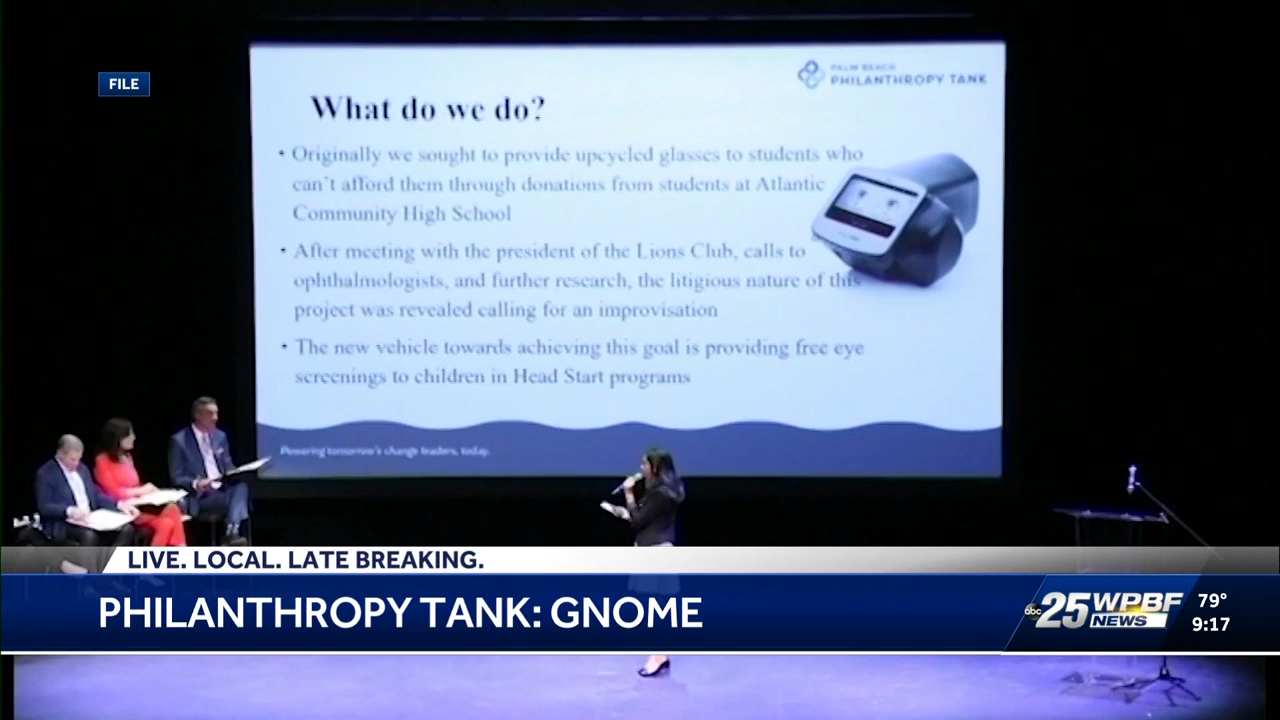 FILE
PALM BEACH
PHILANTHROPY TANK
What do we do?
• Originally we sought to provide upcycled glasses to students who
can't afford them through donations from students at Atlantic
Community High School
• After meeting with the president of the Lions Club, calls to
ophthalmologists, and further research, the litigious nature of this
project was revealed calling for an improvisation
• The new vehicle towards achieving this goal is providing free eye
screenings to children in Head Start programs
Powering tomorrow's change leaders, today.
LIVE. LOCAL. LATE BREAKING.
PHILANTHROPY TANK: GNOME
abc 25 WPBF NEWS
79°
9:17